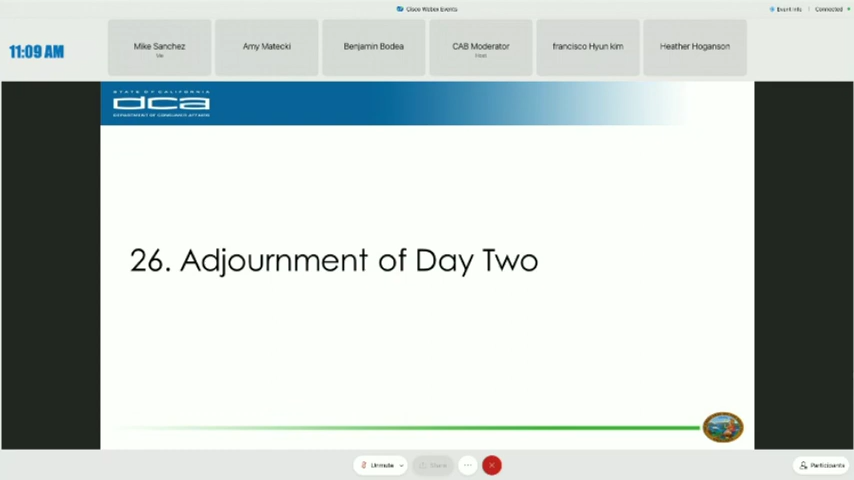 Cisco Webex Events
Event Info
Connected
11:09 AM
Mike Sanchez
Me
Amy Matecki
Benjamin Bodea
CAB Moderator
Host
francisco Hyun kim
Heather Hoganson
STATE OF CALIFORNIA
dca
DEPARTMENT OF CONSUMER AFFAIRS
26. Adjournment of Day Two
Unmute
Share
Participants